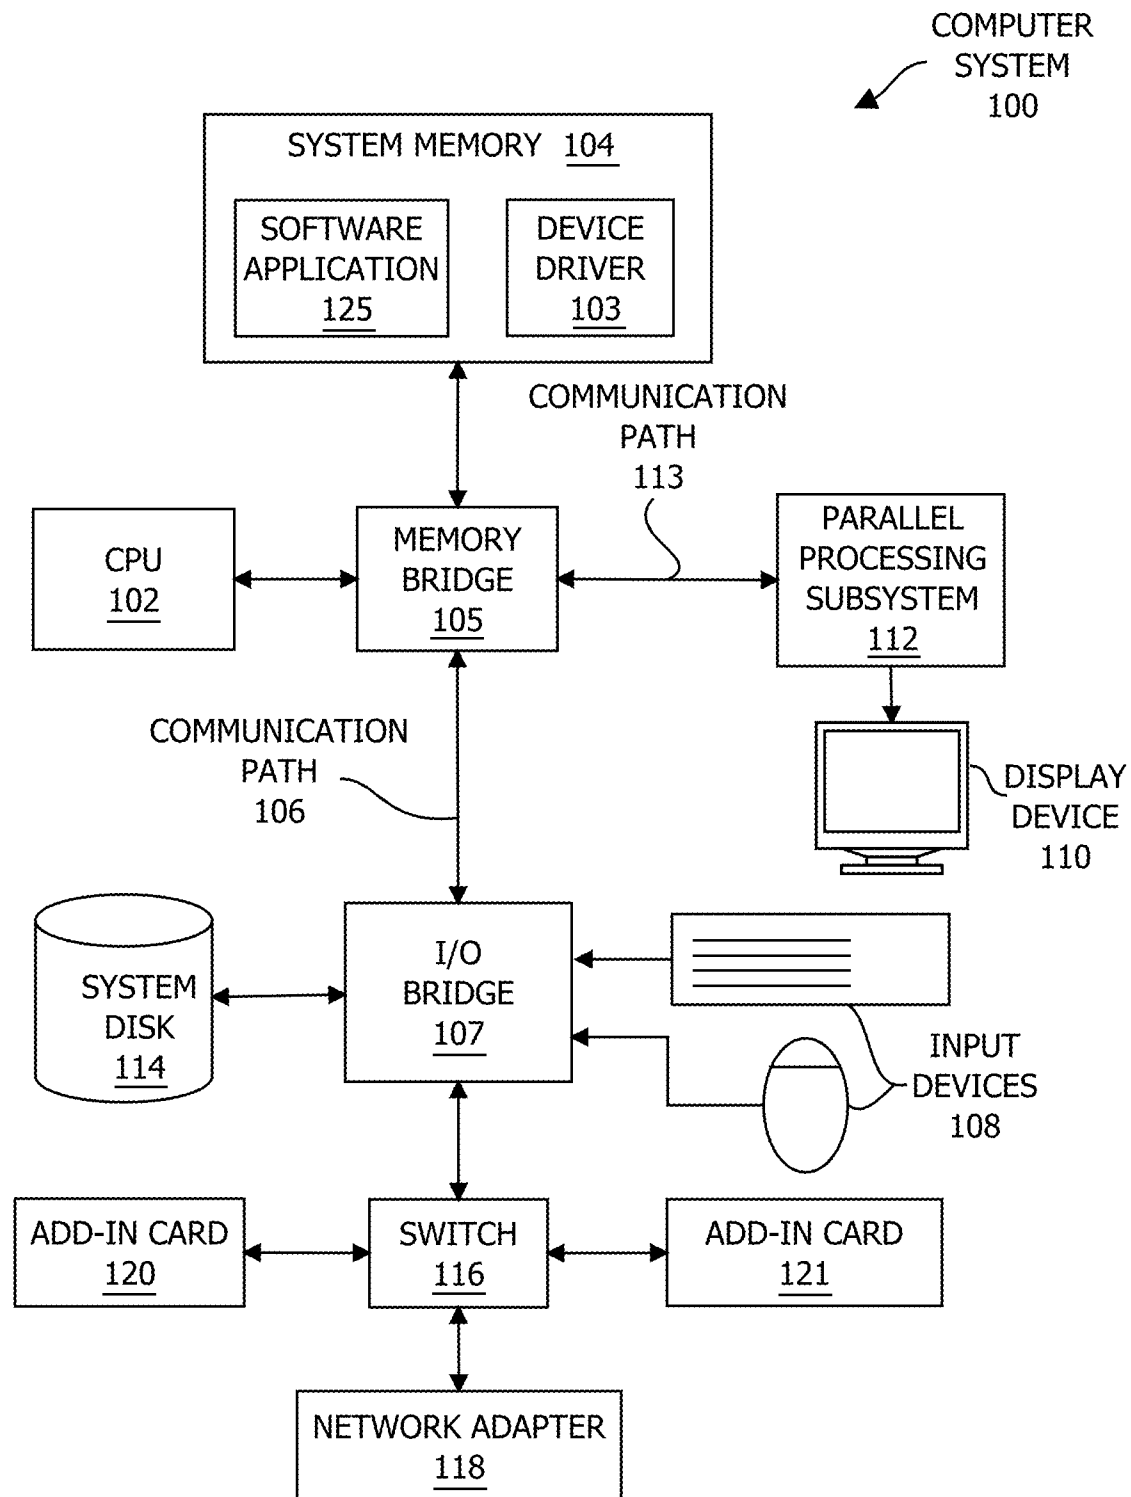 COMPUTER
SYSTEM
100
SYSTEM MEMORY 104
SOFTWARE
APPLICATION
125
DEVICE
DRIVER
103
COMMUNICATION
PATH
113
CPU
102
MEMORY
BRIDGE
105
PARALLEL
PROCESSING
SUBSYSTEM
112
COMMUNICATION
PATH
106
DISPLAY
DEVICE
110
SYSTEM
DISK
114
I/O
BRIDGE
107
INPUT
DEVICES
108
ADD-IN CARD
120
SWITCH
116
ADD-IN CARD
121
NETWORK ADAPTER
118